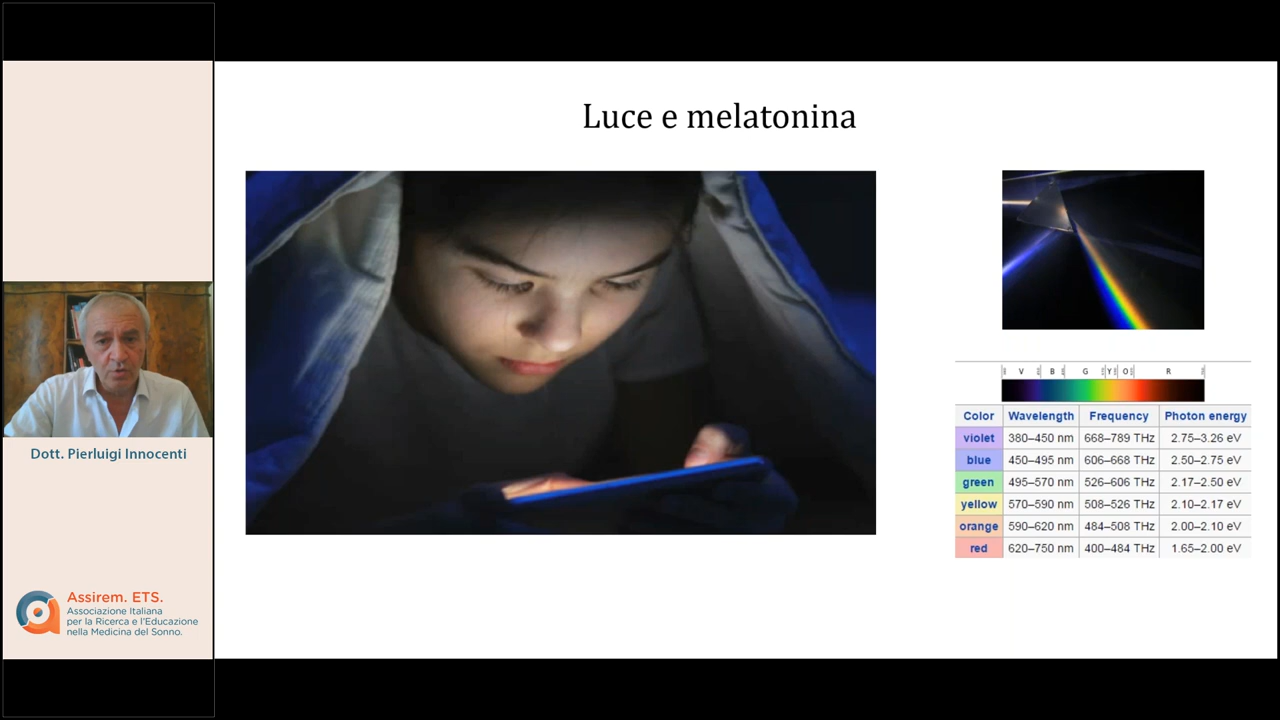 Luce e melatonina
Dott. Pierluigi Innocenti
Assirem. ETS.
Associazione Italiana
per la Ricerca e l'Educazione
nella Medicina del Sonno.
V B G Y O R
Color Wavelength Frequency Photon energy
violet 380–450 nm 668–789 THz 2.75–3.26 eV
blue 450–495 nm 606–668 THz 2.50–2.75 eV
green 495–570 nm 526–606 THz 2.17–2.50 eV
yellow 570–590 nm 508–526 THz 2.10–2.17 eV
orange 590–620 nm 484–508 THz 2.00–2.10 eV
red 620–750 nm 400–484 THz 1.65–2.00 eV